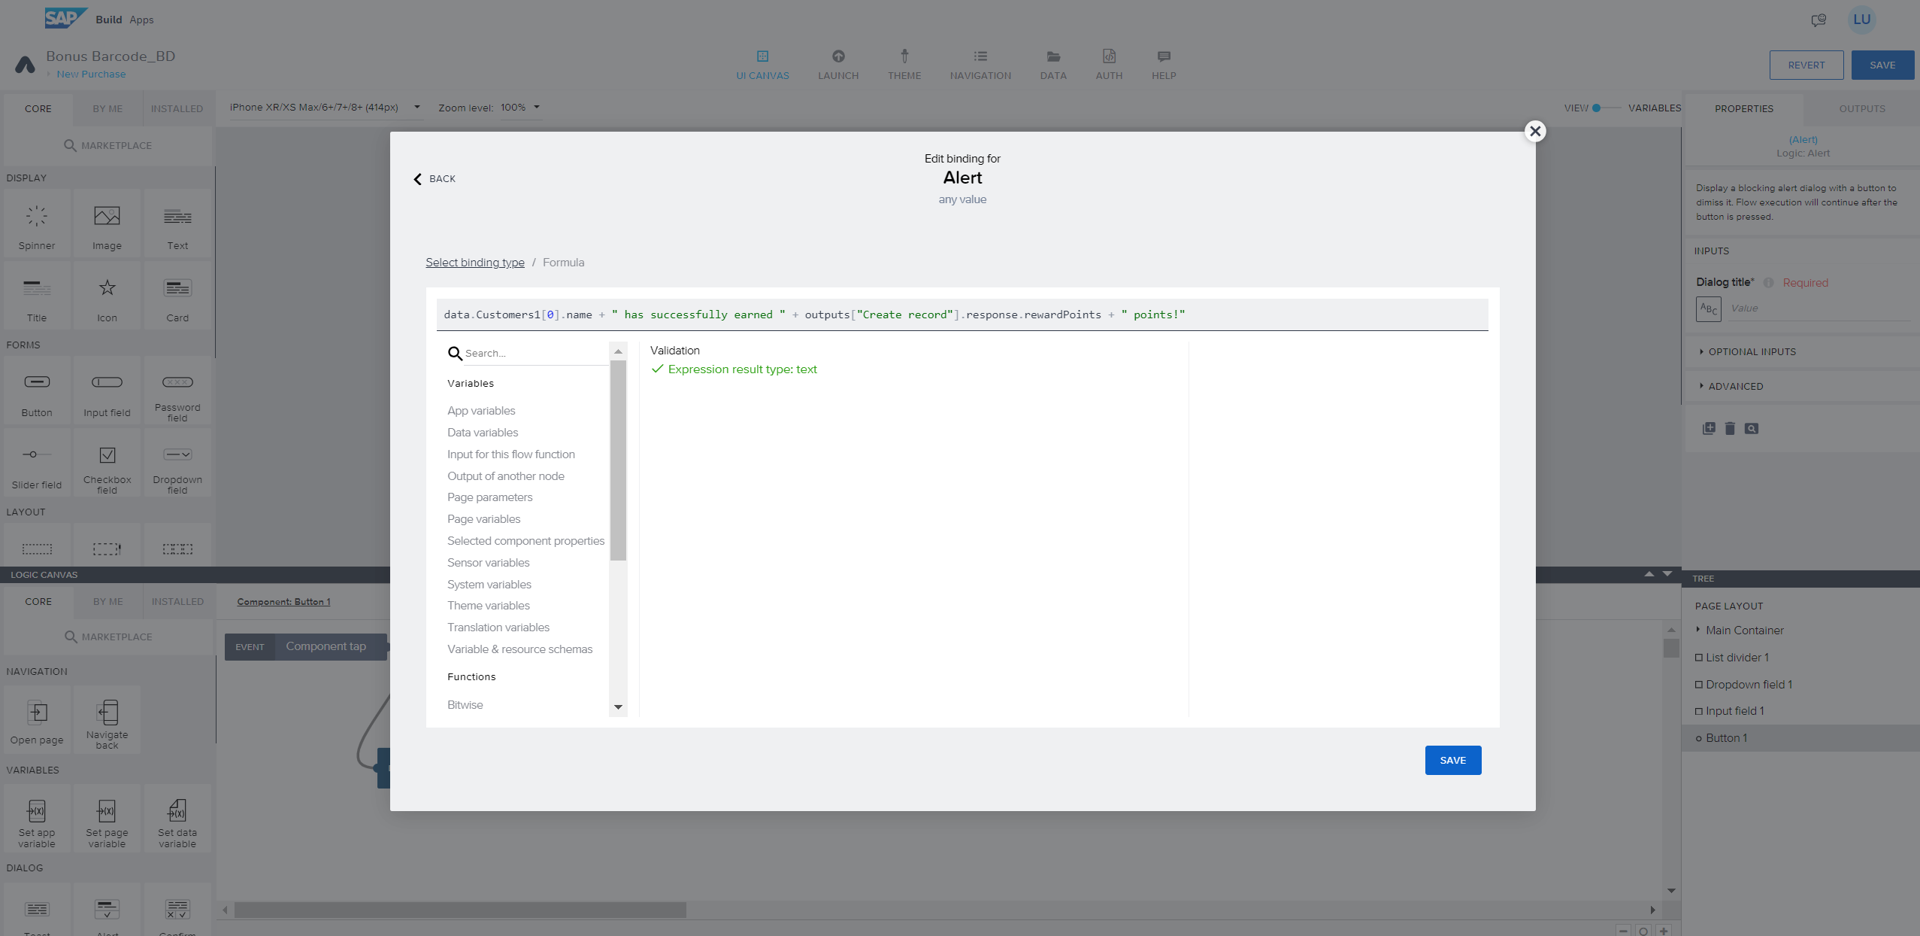 SAP Build Apps
LU
Bonus Barcode_BD
New Purchase
UI CANVAS
LAUNCH
THEME
NAVIGATION
DATA
AUTH
HELP
REVERT
SAVE
CORE
BY ME
INSTALLED
iPhone XR/XS Max/6+/7+/8+ (414px)
Zoom level: 100%
VIEW
VARIABLES
PROPERTIES
OUTPUTS
MARKETPLACE
DISPLAY
Spinner
Image
Text
Title
Icon
Card
FORMS
Button
Input field
Password
field
Slider field
Checkbox
field
Dropdown
field
LAYOUT
Edit binding for
Alert
any value
BACK
Select binding type / Formula
data.Customers1[0].name + " has successfully earned " + outputs["Create record"].response.rewardPoints + " points!"
Search...
Variables
App variables
Data variables
Input for this flow function
Output of another node
Page parameters
Page variables
Selected component properties
Sensor variables
System variables
Theme variables
Translation variables
Variable & resource schemas
Functions
Bitwise
Validation
Expression result type: text
SAVE
(Alert)
Logic: Alert
Display a blocking alert dialog with a button to
dimiss it. Flow execution will continue after the
button is pressed.
INPUTS
Dialog title* Required
ABC Value
OPTIONAL INPUTS
ADVANCED
LOGIC CANVAS
CORE
BY ME
INSTALLED
Component: Button 1
MARKETPLACE
EVENT
Component tap
NAVIGATION
Open page
Navigate
back
VARIABLES
Set app
variable
Set page
variable
Set data
variable
DIALOG
Toast
Alert
Confirm
TREE
PAGE LAYOUT
Main Container
List divider 1
Dropdown field 1
Input field 1
Button 1